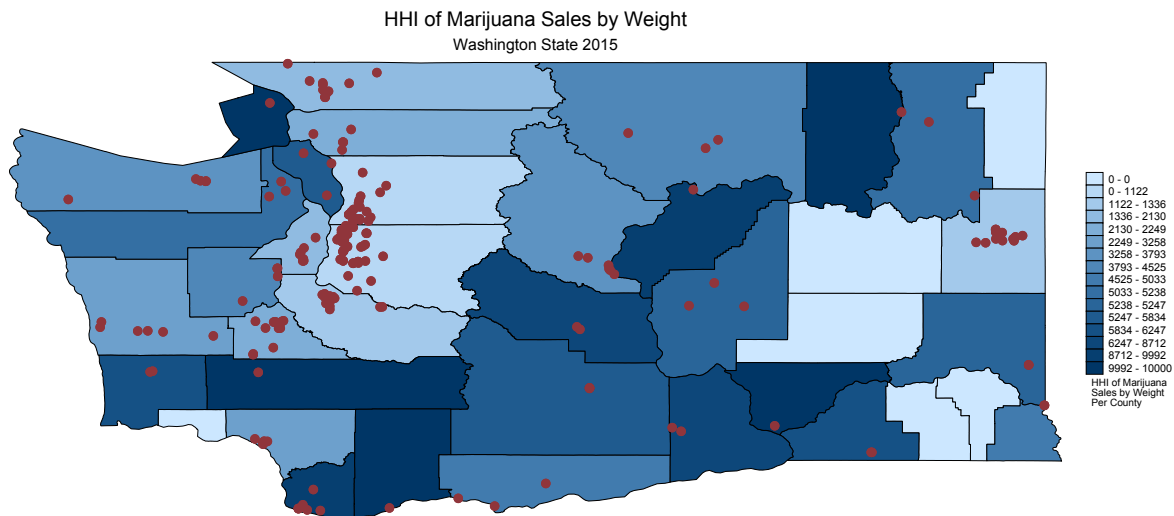 HHI of Marijuana Sales by Weight
Washington State 2015
0 - 0
0 - 1122
1122 - 1336
1336 - 2130
2130 - 2249
2249 - 3258
3258 - 3793
3793 - 4525
4525 - 5033
5033 - 5238
5238 - 5247
5247 - 5834
5834 - 6247
6247 - 8712
8712 - 9992
9992 - 10000
HHI of Marijuana
Sales by Weight
Per County